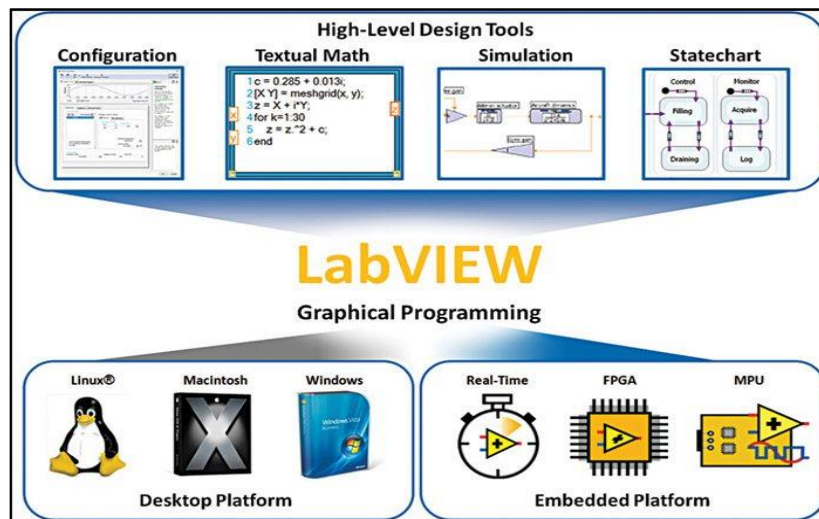 High-Level Design Tools
Configuration
Textual Math
Simulation
Statechart
1 c = 0.285 + 0.013i;
2 [X Y] = meshgrid(x, y);
3 z = X + i*Y;
4 for k=1:30
5 z = z.^2 + c;
6 end
X
Y
Z
Control
Monitor
Filling
Acquire
Draining
Log
LabVIEW
Graphical Programming
Linux®
Macintosh
Windows
Real-Time
FPGA
MPU
X
Desktop Platform
Embedded Platform